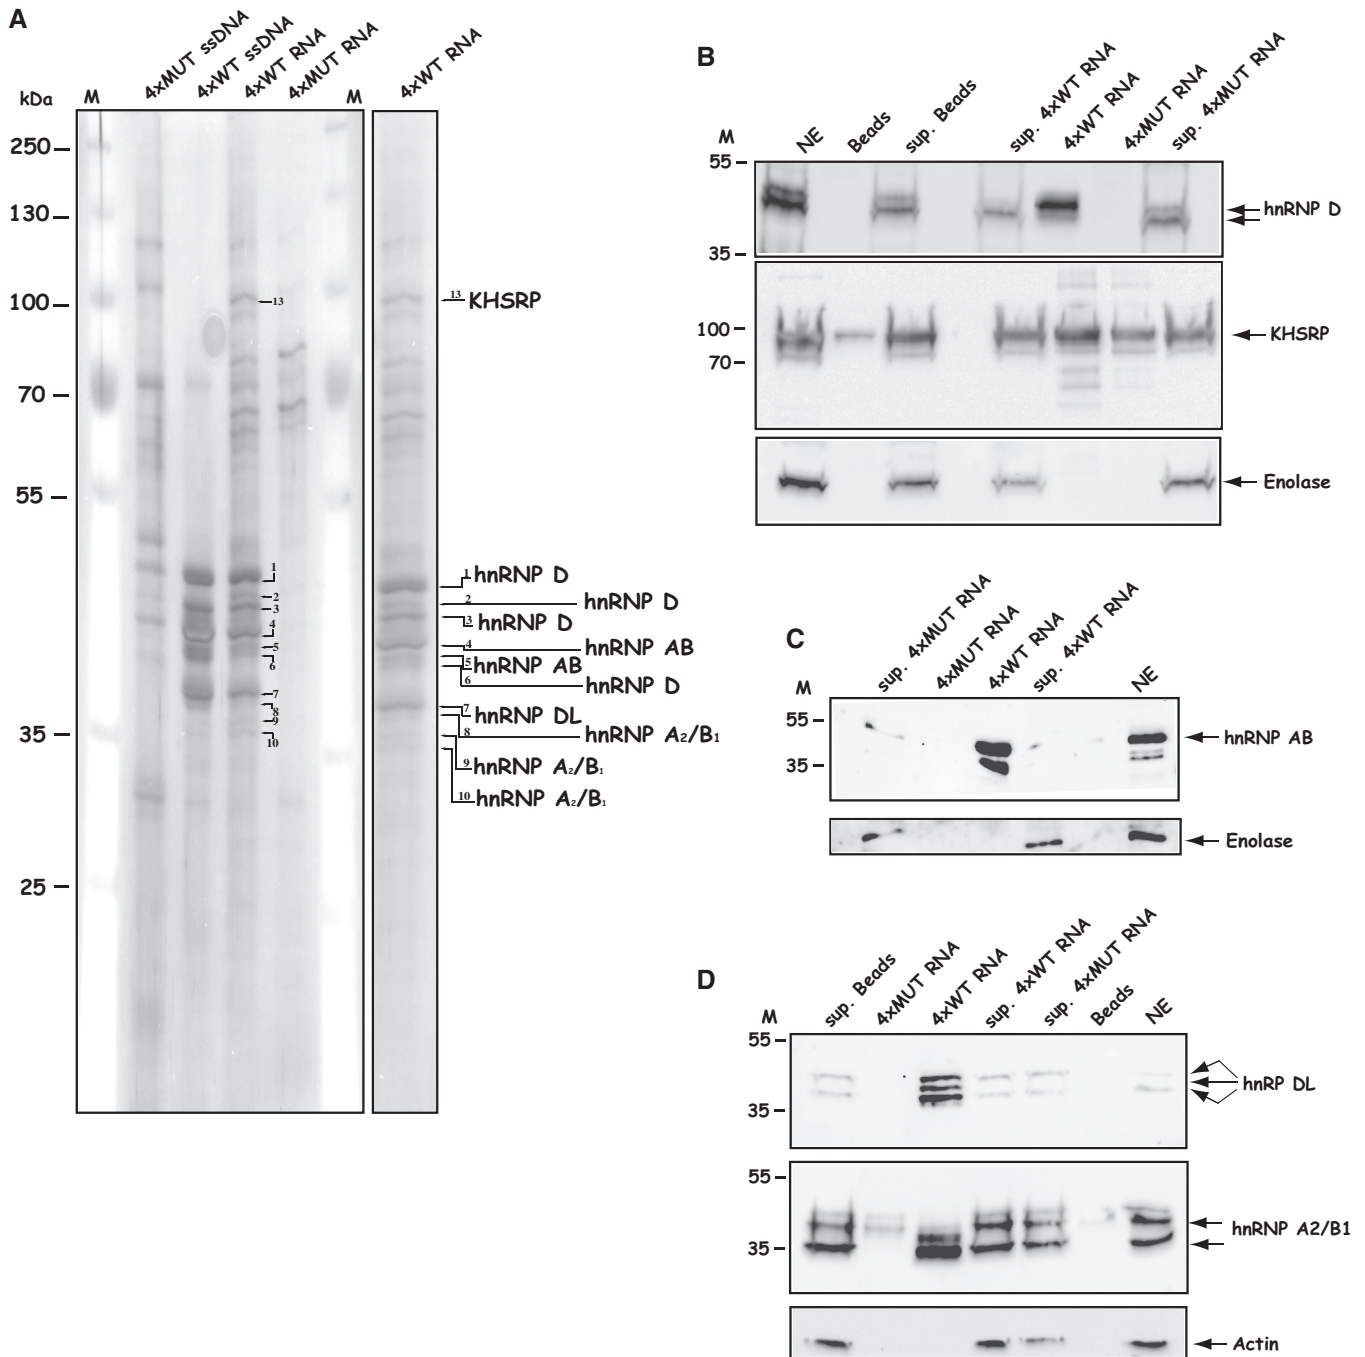 A
kDa
M
4xMUT ssDNA
4xWT ssDNA
4xWT RNA
4xMUT RNA
M
4xWT RNA
250
130
100
70
55
35
25
13
1
2
3
4
5
6
7
8
9
10
13 KHSRP
1 hnRNP D
2 hnRNP D
3 hnRNP D
4 hnRNP AB
5 hnRNP AB
6 hnRNP D
7 hnRNP DL
8 hnRNP A2/B1
9 hnRNP A2/B1
10 hnRNP A2/B1
B
M
NE
Beads
sup. Beads
sup. 4xWT RNA
4xWT RNA
4xMUT RNA
sup. 4xMUT RNA
55
35
hnRNP D
100
70
KHSRP
Enolase
C
M
sup. 4xMUT RNA
4xMUT RNA
4xWT RNA
sup. 4xWT RNA
NE
55
35
hnRNP AB
Enolase
D
M
sup. Beads
4xMUT RNA
4xWT RNA
sup. 4xWT RNA
sup. 4xMUT RNA
Beads
NE
55
35
hnRP DL
55
35
hnRNP A2/B1
Actin